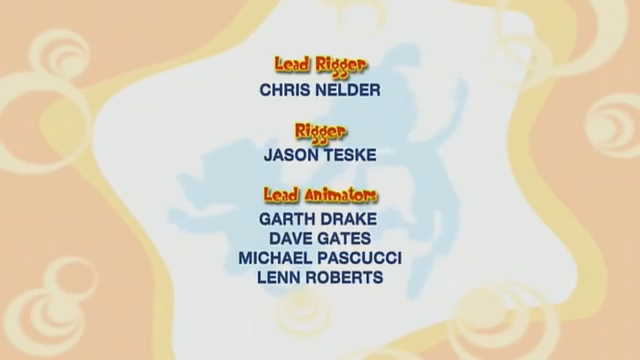 Lead Rigger
CHRIS NELDER
Rigger
JASON TESKE
Lead Animators
GARTH DRAKE
DAVE GATES
MICHAEL PASCUCCI
LENN ROBERTS